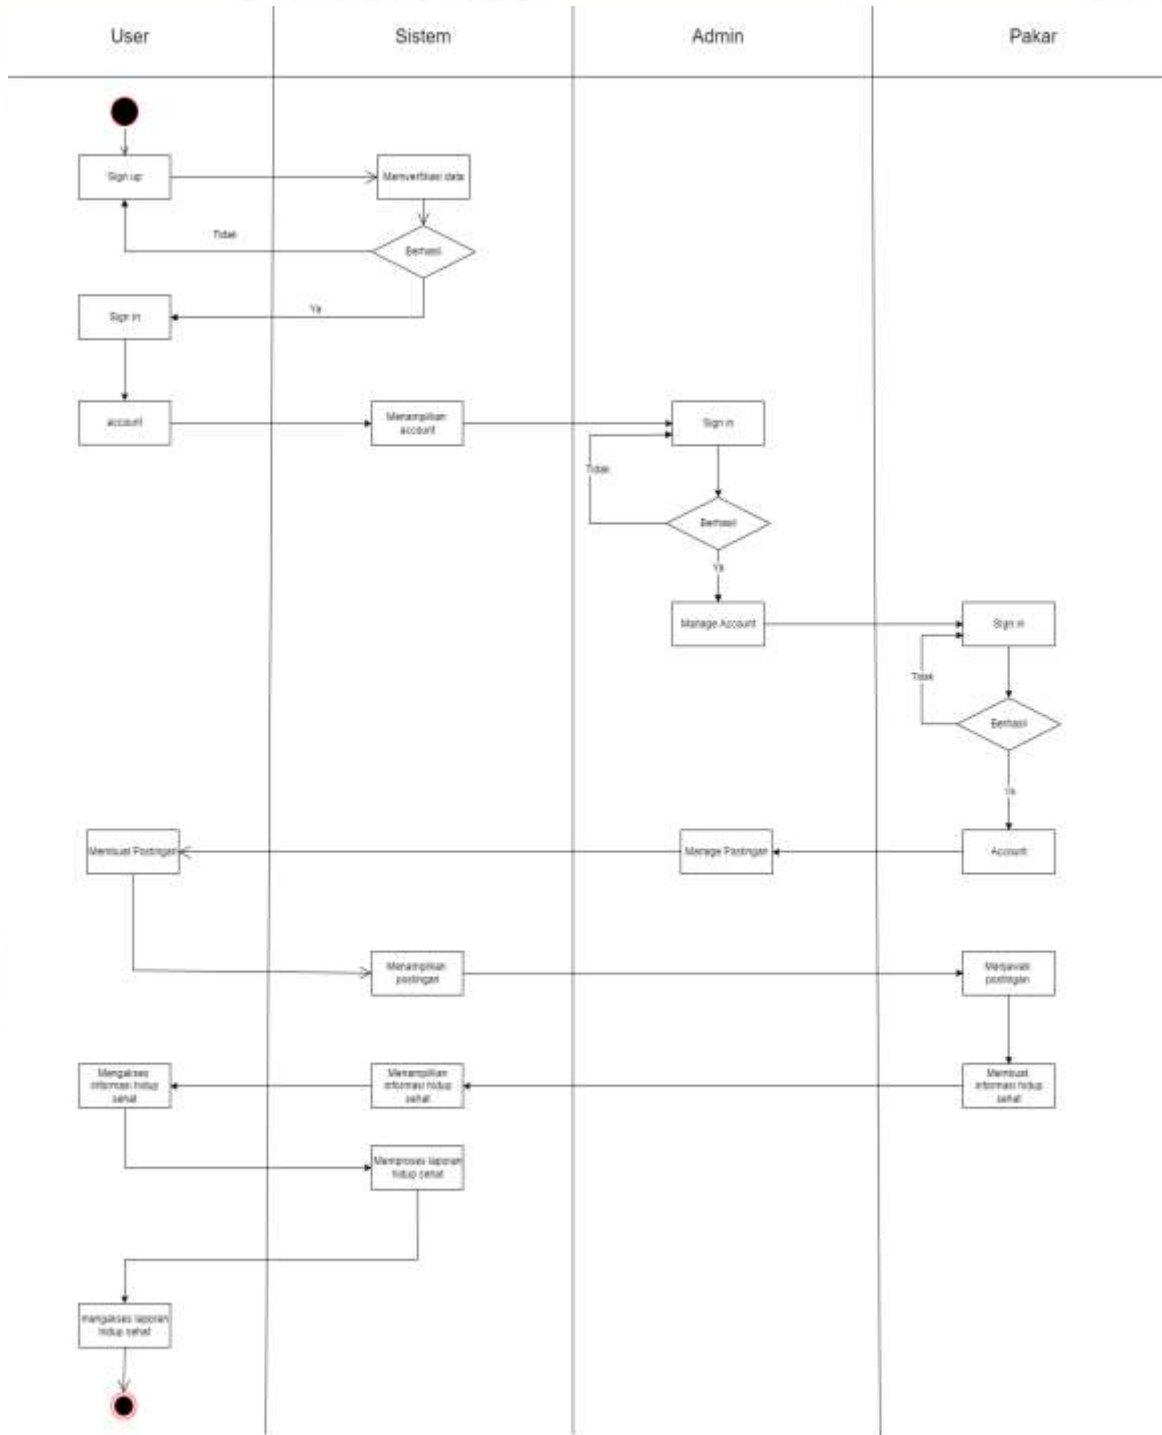 User
Sistem
Admin
Pakar
Sign up
Memverifikasi data
Tidak
Berhasil
Sign in
Ya
account
Menampilkan
account
Sign in
Tidak
Berhasil
Ya
Manage Account
Sign in
Tidak
Berhasil
Ya
Membuat Postingan
Manage Postingan
Account
Menampilkan
postingan
Menjawab
postingan
Mengakses
informasi hidup
sehat
Menampilkan
informasi hidup
sehat
Membuat
informasi hidup
sehat
Memproses laporan
hidup sehat
mengakses laporan
hidup sehat